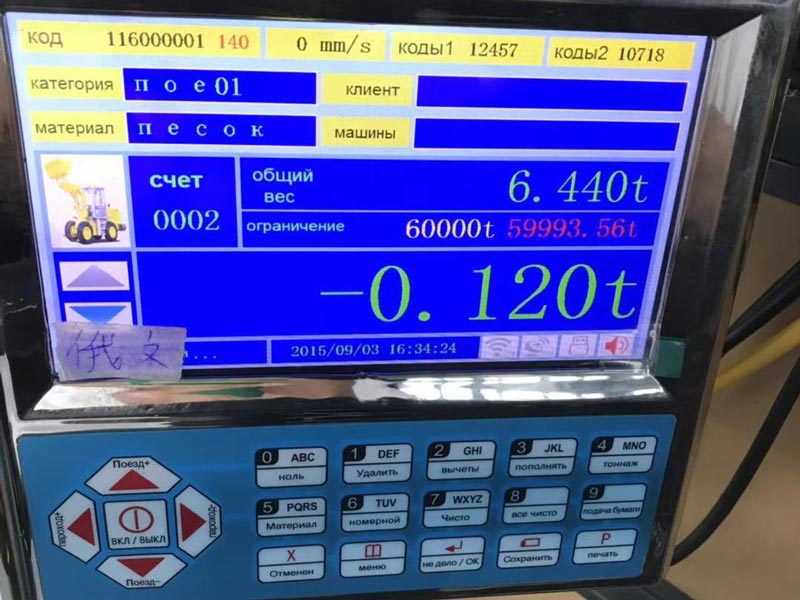 код 116000001 140 0 mm/s коды1 12457 коды2 10718
категория пое01 клиент
материал песок машины
счет общий вес 6.440t
0002 ограничение 60000t 59993.56t
-0.120t
俄文 ... 2015/09/03 16:34:24
Поезд+
0 ABC 1 DEF 2 GHI 3 JKL 4 MNO
ноль Удалить вычеты пополнять тоннаж
5 PQRS 6 TUV 7 WXYZ 8 9
Материал номерной Чисто все чисто подача бумаги
ВКЛ / ВЫКЛ
X P
Отменен меню не дело / OK Сохранить печать
Поезд-